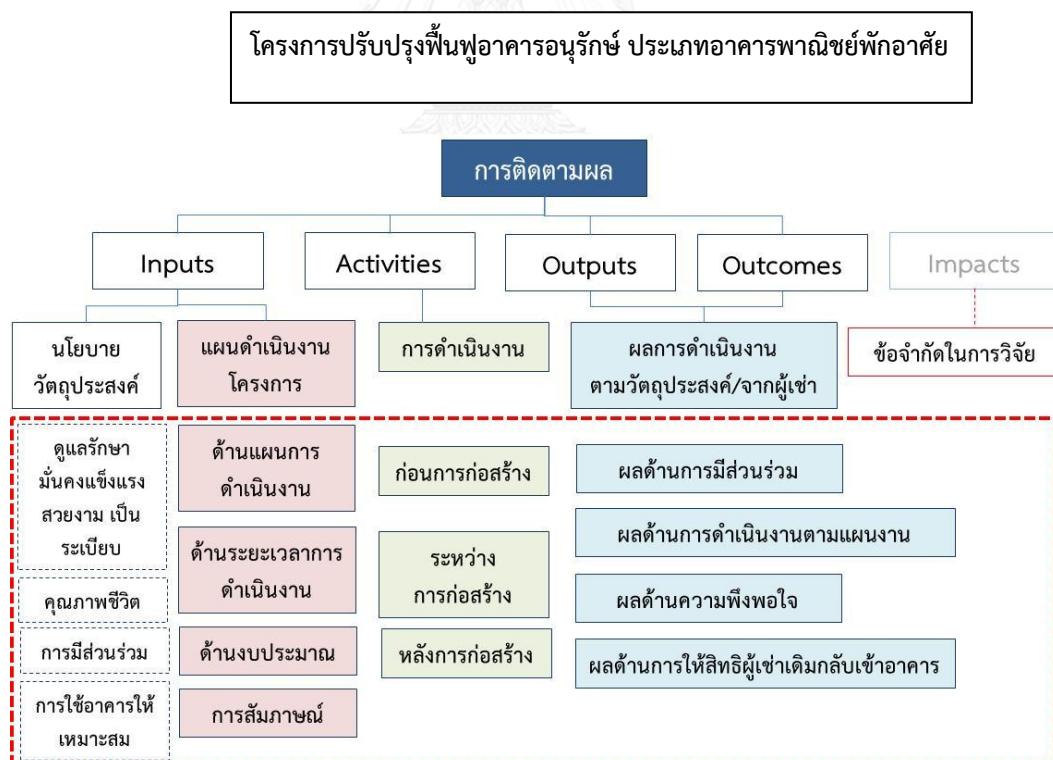 โครงการปรับปรุงฟื้นฟูอาคารอนุรักษ์ ประเภทอาคารพาณิชย์พักอาศัย
การติดตามผล
Inputs
Activities
Outputs
Outcomes
Impacts
นโยบาย
วัตถุประสงค์
แผนดำเนินงาน
โครงการ
การดำเนินงาน
ผลการดำเนินงาน
ตามวัตถุประสงค์/จากผู้เช่า
ข้อจำกัดในการวิจัย
ดูแลรักษา
มั่นคงแข็งแรง
สวยงาม เป็น
ระเบียบ
คุณภาพชีวิต
การมีส่วนร่วม
การใช้อาคารให้
เหมาะสม
ด้านแผนการ
ดำเนินงาน
ด้านระยะเวลาการ
ดำเนินงาน
ด้านงบประมาณ
การสัมภาษณ์
ก่อนการก่อสร้าง
ระหว่าง
การก่อสร้าง
หลังการก่อสร้าง
ผลด้านการมีส่วนร่วม
ผลด้านการดำเนินงานตามแผนงาน
ผลด้านความพึงพอใจ
ผลด้านการให้สิทธิผู้เช่าเดิมกลับเข้าอาคาร